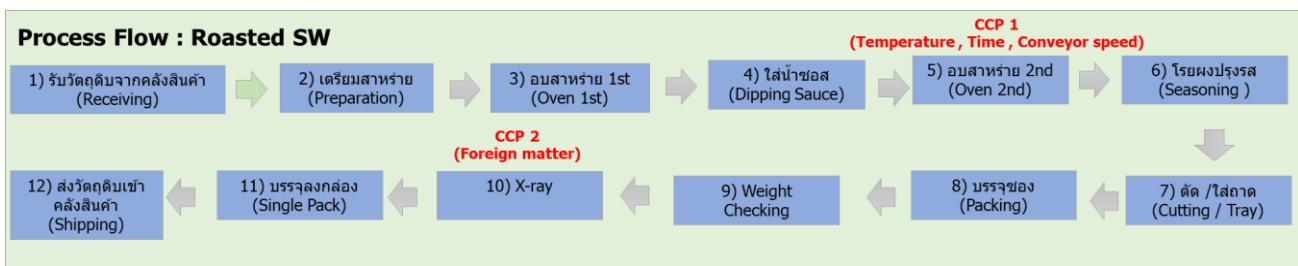 Process Flow : Roasted SW
CCP 1
(Temperature , Time , Conveyor speed)
1) รับวัตถุดิบจากคลังสินค้า
(Receiving)
2) เตรียมสาหร่าย
(Preparation)
3) อบสาหร่าย 1st
(Oven 1st)
4) ใส่น้ำซอส
(Dipping Sauce)
5) อบสาหร่าย 2nd
(Oven 2nd)
6) โรยผงปรุงรส
(Seasoning )
7) ตัด /ใส่ถาด
(Cutting / Tray)
8) บรรจุซอง
(Packing)
9) Weight
Checking
CCP 2
(Foreign matter)
10) X-ray
11) บรรจุลงกล่อง
(Single Pack)
12) ส่งวัตถุดิบเข้า
คลังสินค้า
(Shipping)